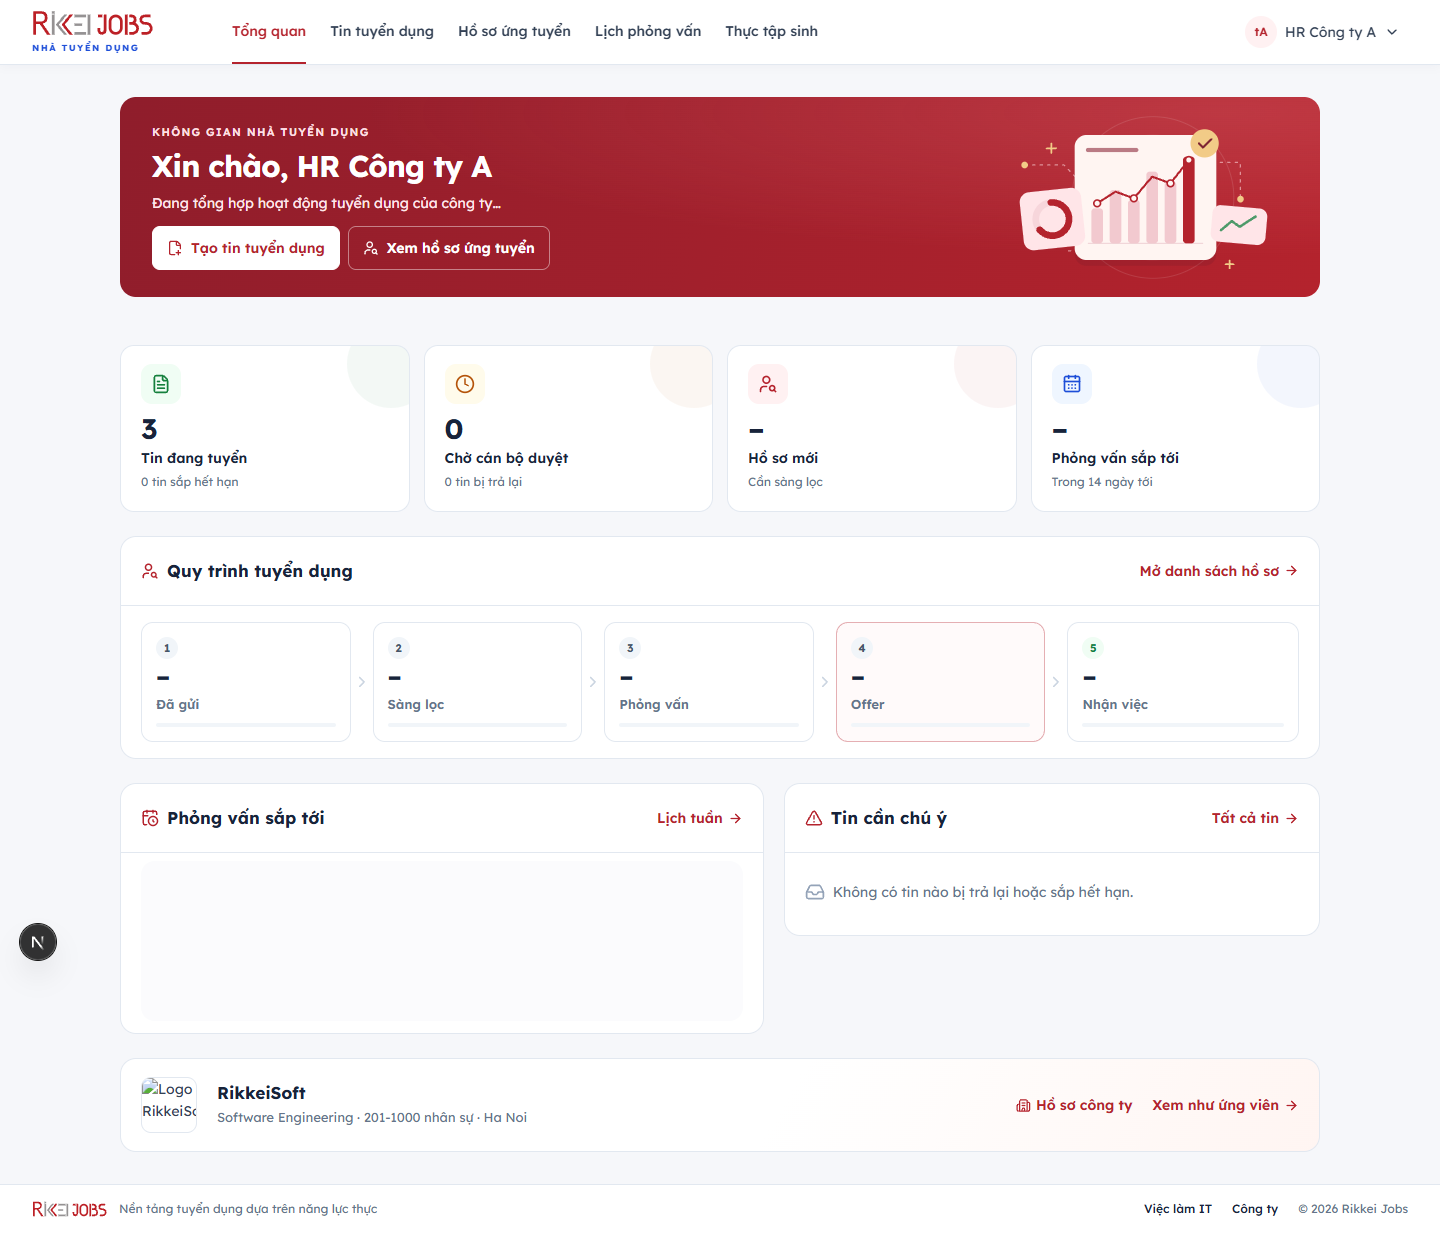 RIKKEI JOBS
NHÀ TUYỂN DỤNG
Tổng quan
Tin tuyển dụng
Hồ sơ ứng tuyển
Lịch phỏng vấn
Thực tập sinh
tA
HR Công ty A
KHÔNG GIAN NHÀ TUYỂN DỤNG
Xin chào, HR Công ty A
Đang tổng hợp hoạt động tuyển dụng của công ty…
Tạo tin tuyển dụng
Xem hồ sơ ứng tuyển
3
Tin đang tuyển
0 tin sắp hết hạn
0
Chờ cán bộ duyệt
0 tin bị trả lại
–
Hồ sơ mới
Cần sàng lọc
–
Phỏng vấn sắp tới
Trong 14 ngày tới
Quy trình tuyển dụng
Mở danh sách hồ sơ
1
–
Đã gửi
2
–
Sàng lọc
3
–
Phỏng vấn
4
–
Offer
5
–
Nhận việc
Phỏng vấn sắp tới
Lịch tuần
Tin cần chú ý
Tất cả tin
Không có tin nào bị trả lại hoặc sắp hết hạn.
N
Logo
RikkeiSo
RikkeiSoft
Software Engineering · 201-1000 nhân sự · Ha Noi
Hồ sơ công ty
Xem như ứng viên
RIKKEI JOBS
Nền tảng tuyển dụng dựa trên năng lực thực
Việc làm IT
Công ty
© 2026 Rikkei Jobs